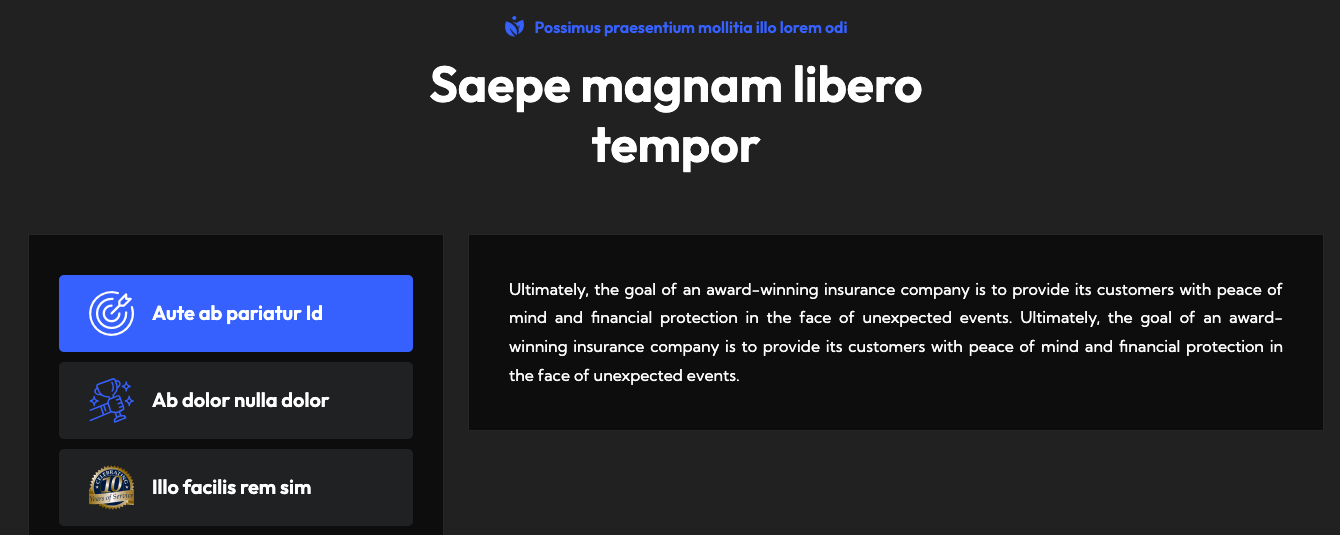 Possimus praesentium mollitia illo lorem odi
Saepe magnam libero
tempor
Aute ab pariatur Id
Ab dolor nulla dolor
CELEBRATING
10
Years of Service
Illo facilis rem sim
Ultimately, the goal of an award-winning insurance company is to provide its customers with peace of
mind and financial protection in the face of unexpected events. Ultimately, the goal of an award-
winning insurance company is to provide its customers with peace of mind and financial protection in
the face of unexpected events.